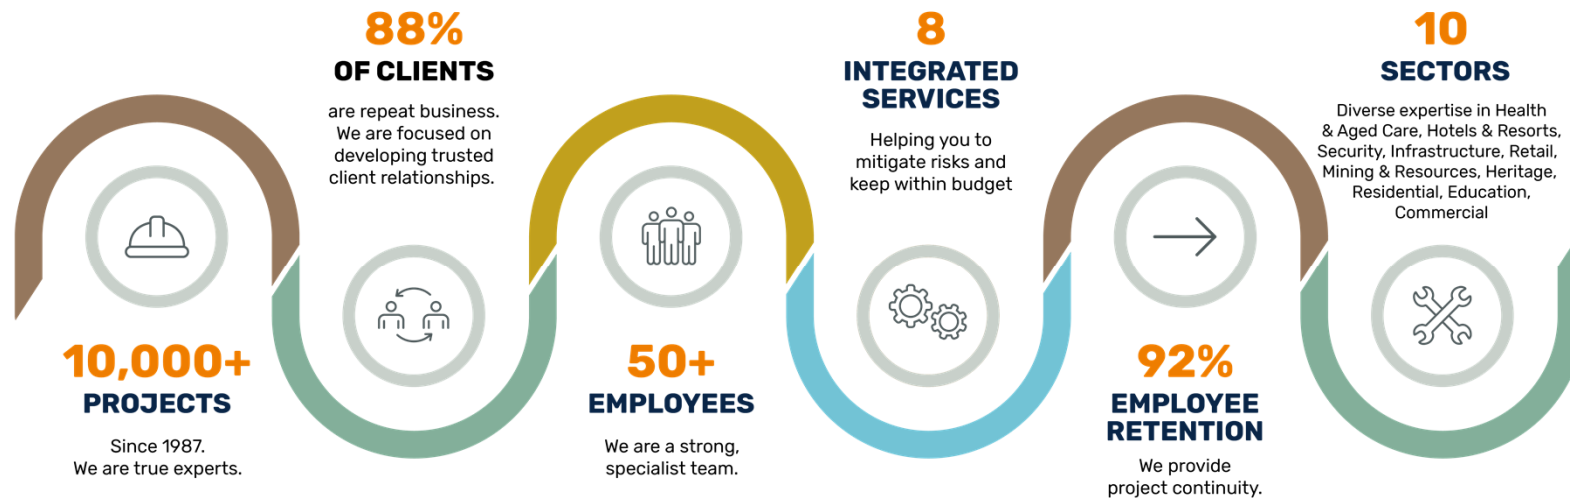 10,000+
PROJECTS
Since 1987.
We are true experts.
88%
OF CLIENTS
are repeat business.
We are focused on
developing trusted
client relationships.
50+
EMPLOYEES
We are a strong,
specialist team.
8
INTEGRATED
SERVICES
Helping you to
mitigate risks and
keep within budget
92%
EMPLOYEE
RETENTION
We provide
project continuity.
10
SECTORS
Diverse expertise in Health
& Aged Care, Hotels & Resorts,
Security, Infrastructure, Retail,
Mining & Resources, Heritage,
Residential, Education,
Commercial